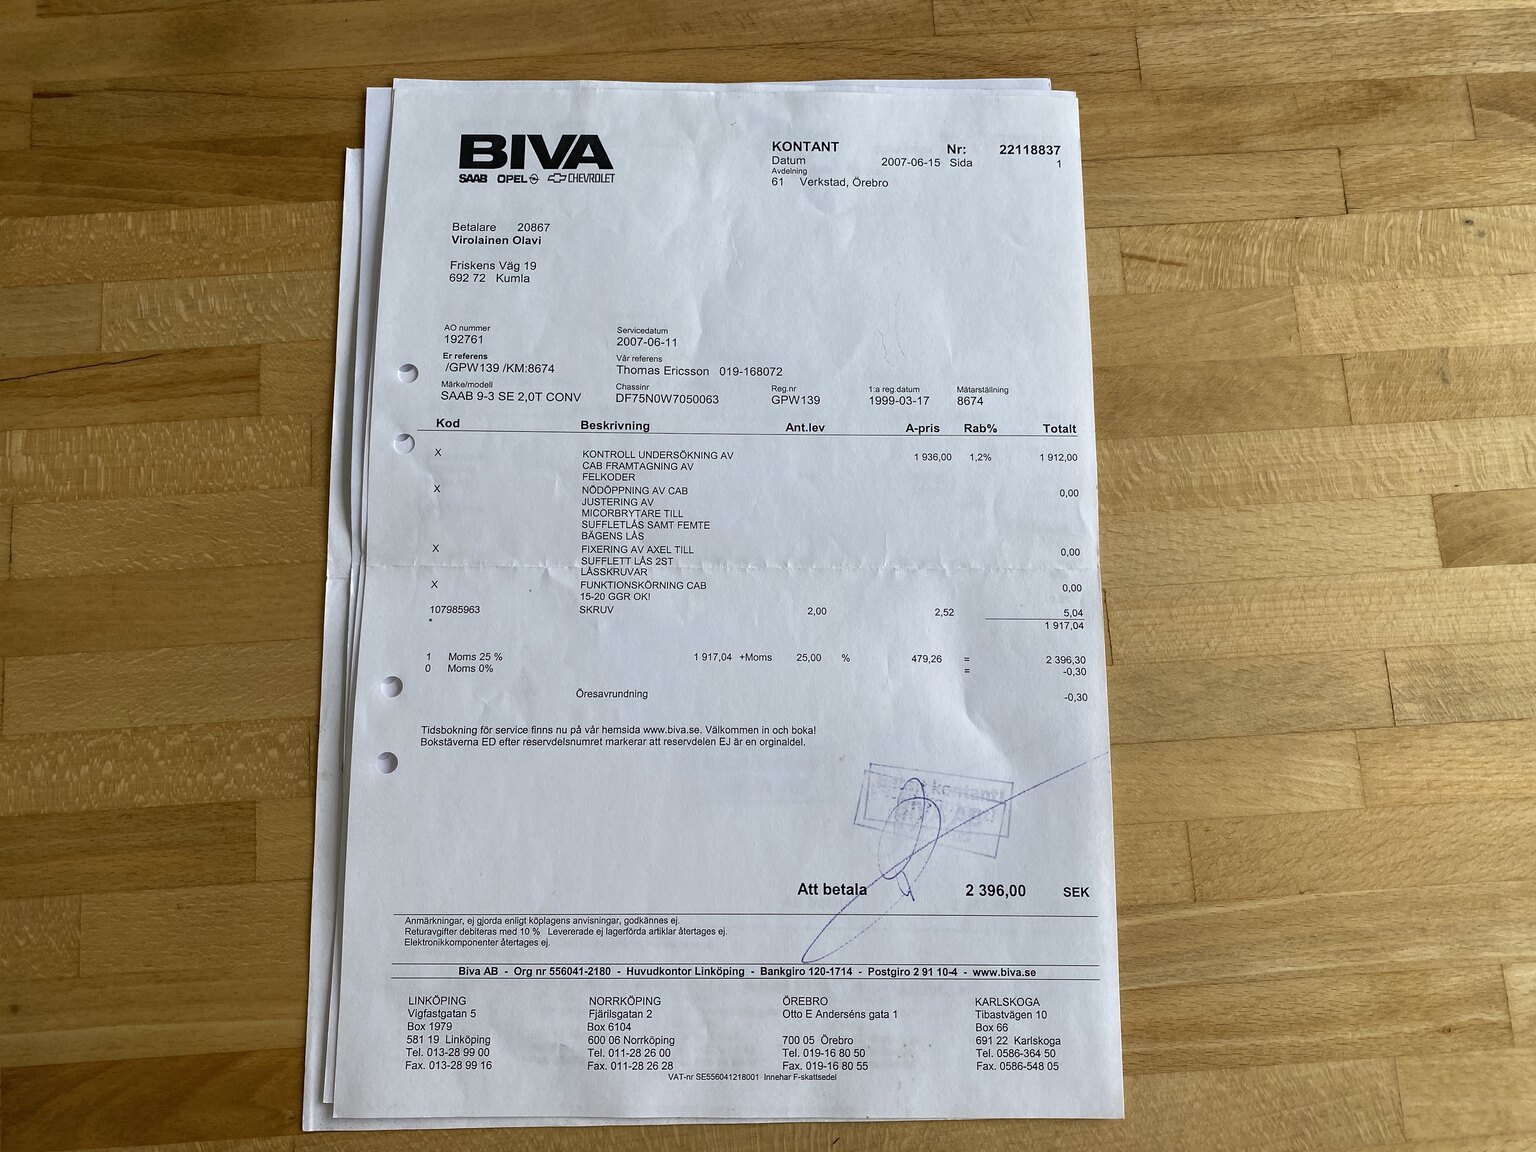 BIVA
SAAB OPEL CHEVROLET
KONTANT Nr: 22118837
Datum 2007-06-15 Sida 1
Avdelning
61 Verkstad, Örebro
Betalare 20867
Virolainen Olavi
Friskens Väg 19
692 72 Kumla
AO nummer Servicedatum
192761 2007-06-11
Er referens Vår referens
/GPW139 /KM:8674 Thomas Ericsson 019-168072
Märke/modell Chassinr Reg.nr 1:a reg.datum Mätarställning
SAAB 9-3 SE 2,0T CONV DF75N0W7050063 GPW139 1999-03-17 8674
Kod Beskrivning Ant.lev A-pris Rab% Totalt
X KONTROLL UNDERSÖKNING AV 1 936,00 1,2% 1 912,00
CAB FRAMTAGNING AV
FELKODER
X NÖDÖPPNING AV CAB 0,00
JUSTERING AV
MICORBRYTARE TILL
SUFFLETLÅS SAMT FEMTE
BÅGENS LÅS
X FIXERING AV AXEL TILL 0,00
SUFFLETT LÅS 2ST
LÅSSKRUVAR
X FUNKTIONSKÖRNING CAB 0,00
15-20 GGR OK!
107985963 SKRUV 2,00 2,52 5,04
* 1 917,04
1 Moms 25 % 1 917,04 +Moms 25,00 % 479,26 = 2 396,30
0 Moms 0% = -0,30
Öresavrundning -0,30
Tidsbokning för service finns nu på vår hemsida www.biva.se. Välkommen in och boka!
Bokstäverna ED efter reservdelsnumret markerar att reservdelen EJ är en orginaldel.
kontant
Att betala 2 396,00 SEK
Anmärkningar, ej gjorda enligt köplagens anvisningar, godkännes ej.
Returavgifter debiteras med 10 % Levererade ej lagerförda artiklar återtages ej.
Elektronikkomponenter återtages ej.
Biva AB - Org nr 556041-2180 - Huvudkontor Linköping - Bankgiro 120-1714 - Postgiro 2 91 10-4 - www.biva.se
LINKÖPING NORRKÖPING ÖREBRO KARLSKOGA
Vigfastgatan 5 Fjärilsgatan 2 Otto E Anderséns gata 1 Tibastvägen 10
Box 1979 Box 6104 Box 66
581 19 Linköping 600 06 Norrköping 700 05 Örebro 691 22 Karlskoga
Tel. 013-28 99 00 Tel. 011-28 26 00 Tel. 019-16 80 50 Tel. 0586-364 50
Fax. 013-28 99 16 Fax. 011-28 26 28 Fax. 019-16 80 55 Fax. 0586-548 05
VAT-nr SE556041218001 Innehar F-skattsedel